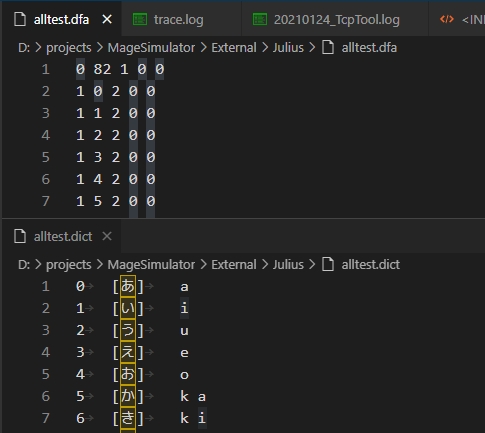 alltest.dfa × trace.log 20210124_TcpTool.log <INI
D: > projects > MageSimulator > External > Julius > alltest.dfa
1 0 82 1 0 0
2 1 0 2 0 0
3 1 1 2 0 0
4 1 2 2 0 0
5 1 3 2 0 0
6 1 4 2 0 0
7 1 5 2 0 0
alltest.dict ×
D: > projects > MageSimulator > External > Julius > alltest.dict
1 0→ [あ]→ a
2 1→ [い]→ i
3 2→ [う]→ u
4 3→ [え]→ e
5 4→ [お]→ o
6 5→ [か]→ k a
7 6→ [き]→ k i